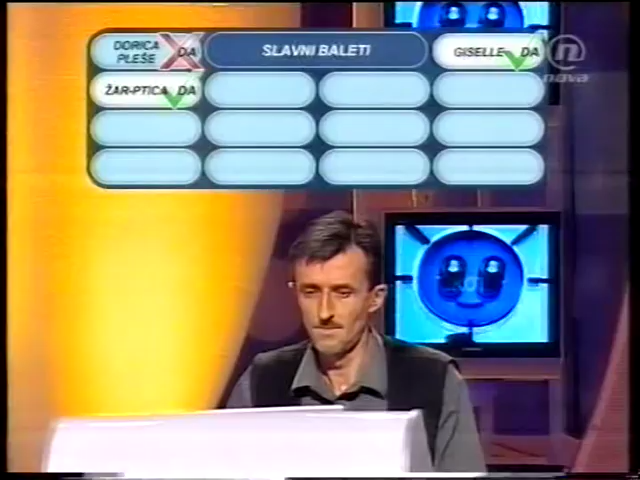 DORICA
PLEŠE DA
SLAVNI BALETI
GISELLE DA
nova
ŽAR-PTICA DA